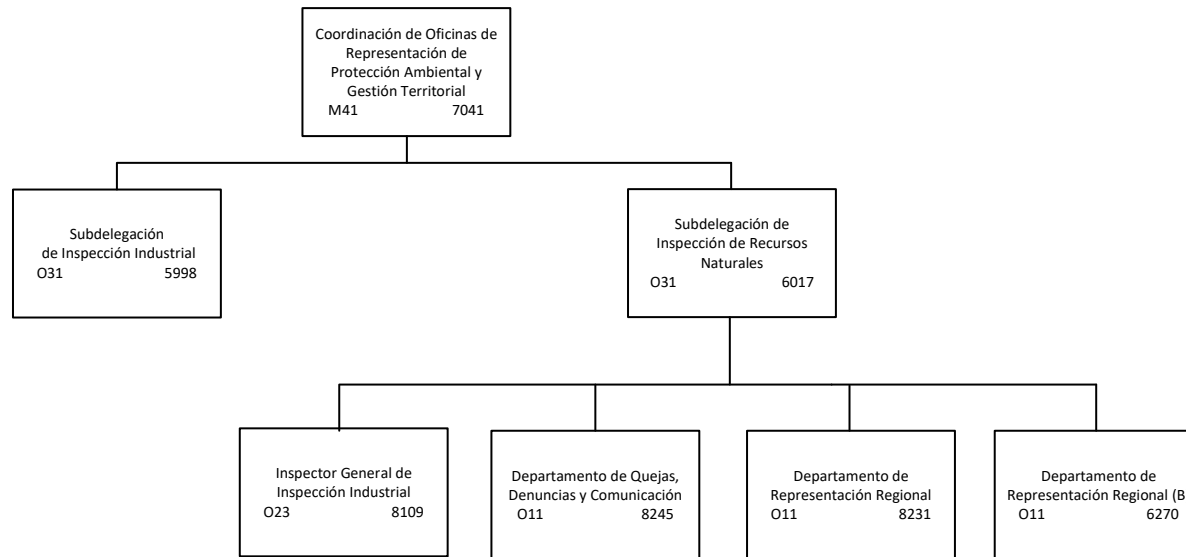 Coordinación de Oficinas de
Representación de
Protección Ambiental y
Gestión Territorial
M41 7041
Subdelegación
de Inspección Industrial
O31 5998
Subdelegación de
Inspección de Recursos
Naturales
O31 6017
Inspector General de
Inspección Industrial
O23 8109
Departamento de Quejas,
Denuncias y Comunicación
O11 8245
Departamento de
Representación Regional
O11 8231
Departamento de
Representación Regional (B
O11 6270